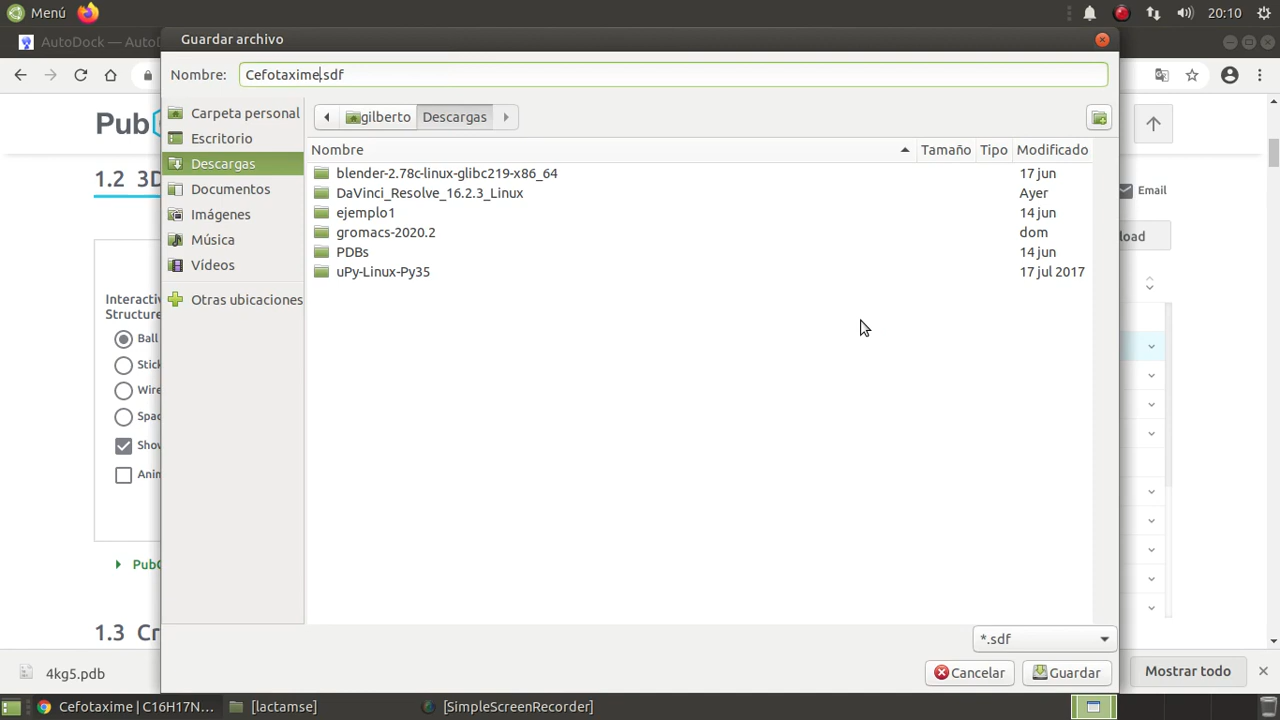 Menú
20:10
AutoDock — AutoD
Guardar archivo
Nombre: Cefotaxime.sdf
Carpeta personal
Escritorio
Descargas
Documentos
Imágenes
Música
Vídeos
Otras ubicaciones
gilberto Descargas
Nombre Tamaño Tipo Modificado
blender-2.78c-linux-glibc219-x86_64 17 jun
DaVinci_Resolve_16.2.3_Linux Ayer
ejemplo1 14 jun
gromacs-2020.2 dom
PDBs 14 jun
uPy-Linux-Py35 17 jul 2017
*.sdf
Cancelar Guardar
Pub
1.2 3D
Email
load
Interactiv
Structure
Ball
Stick
Wire
Spac
Show
Anim
PubC
1.3 Cr
4kg5.pdb
Mostrar todo
Cefotaxime | C16H17N...
[lactamse]
[SimpleScreenRecorder]